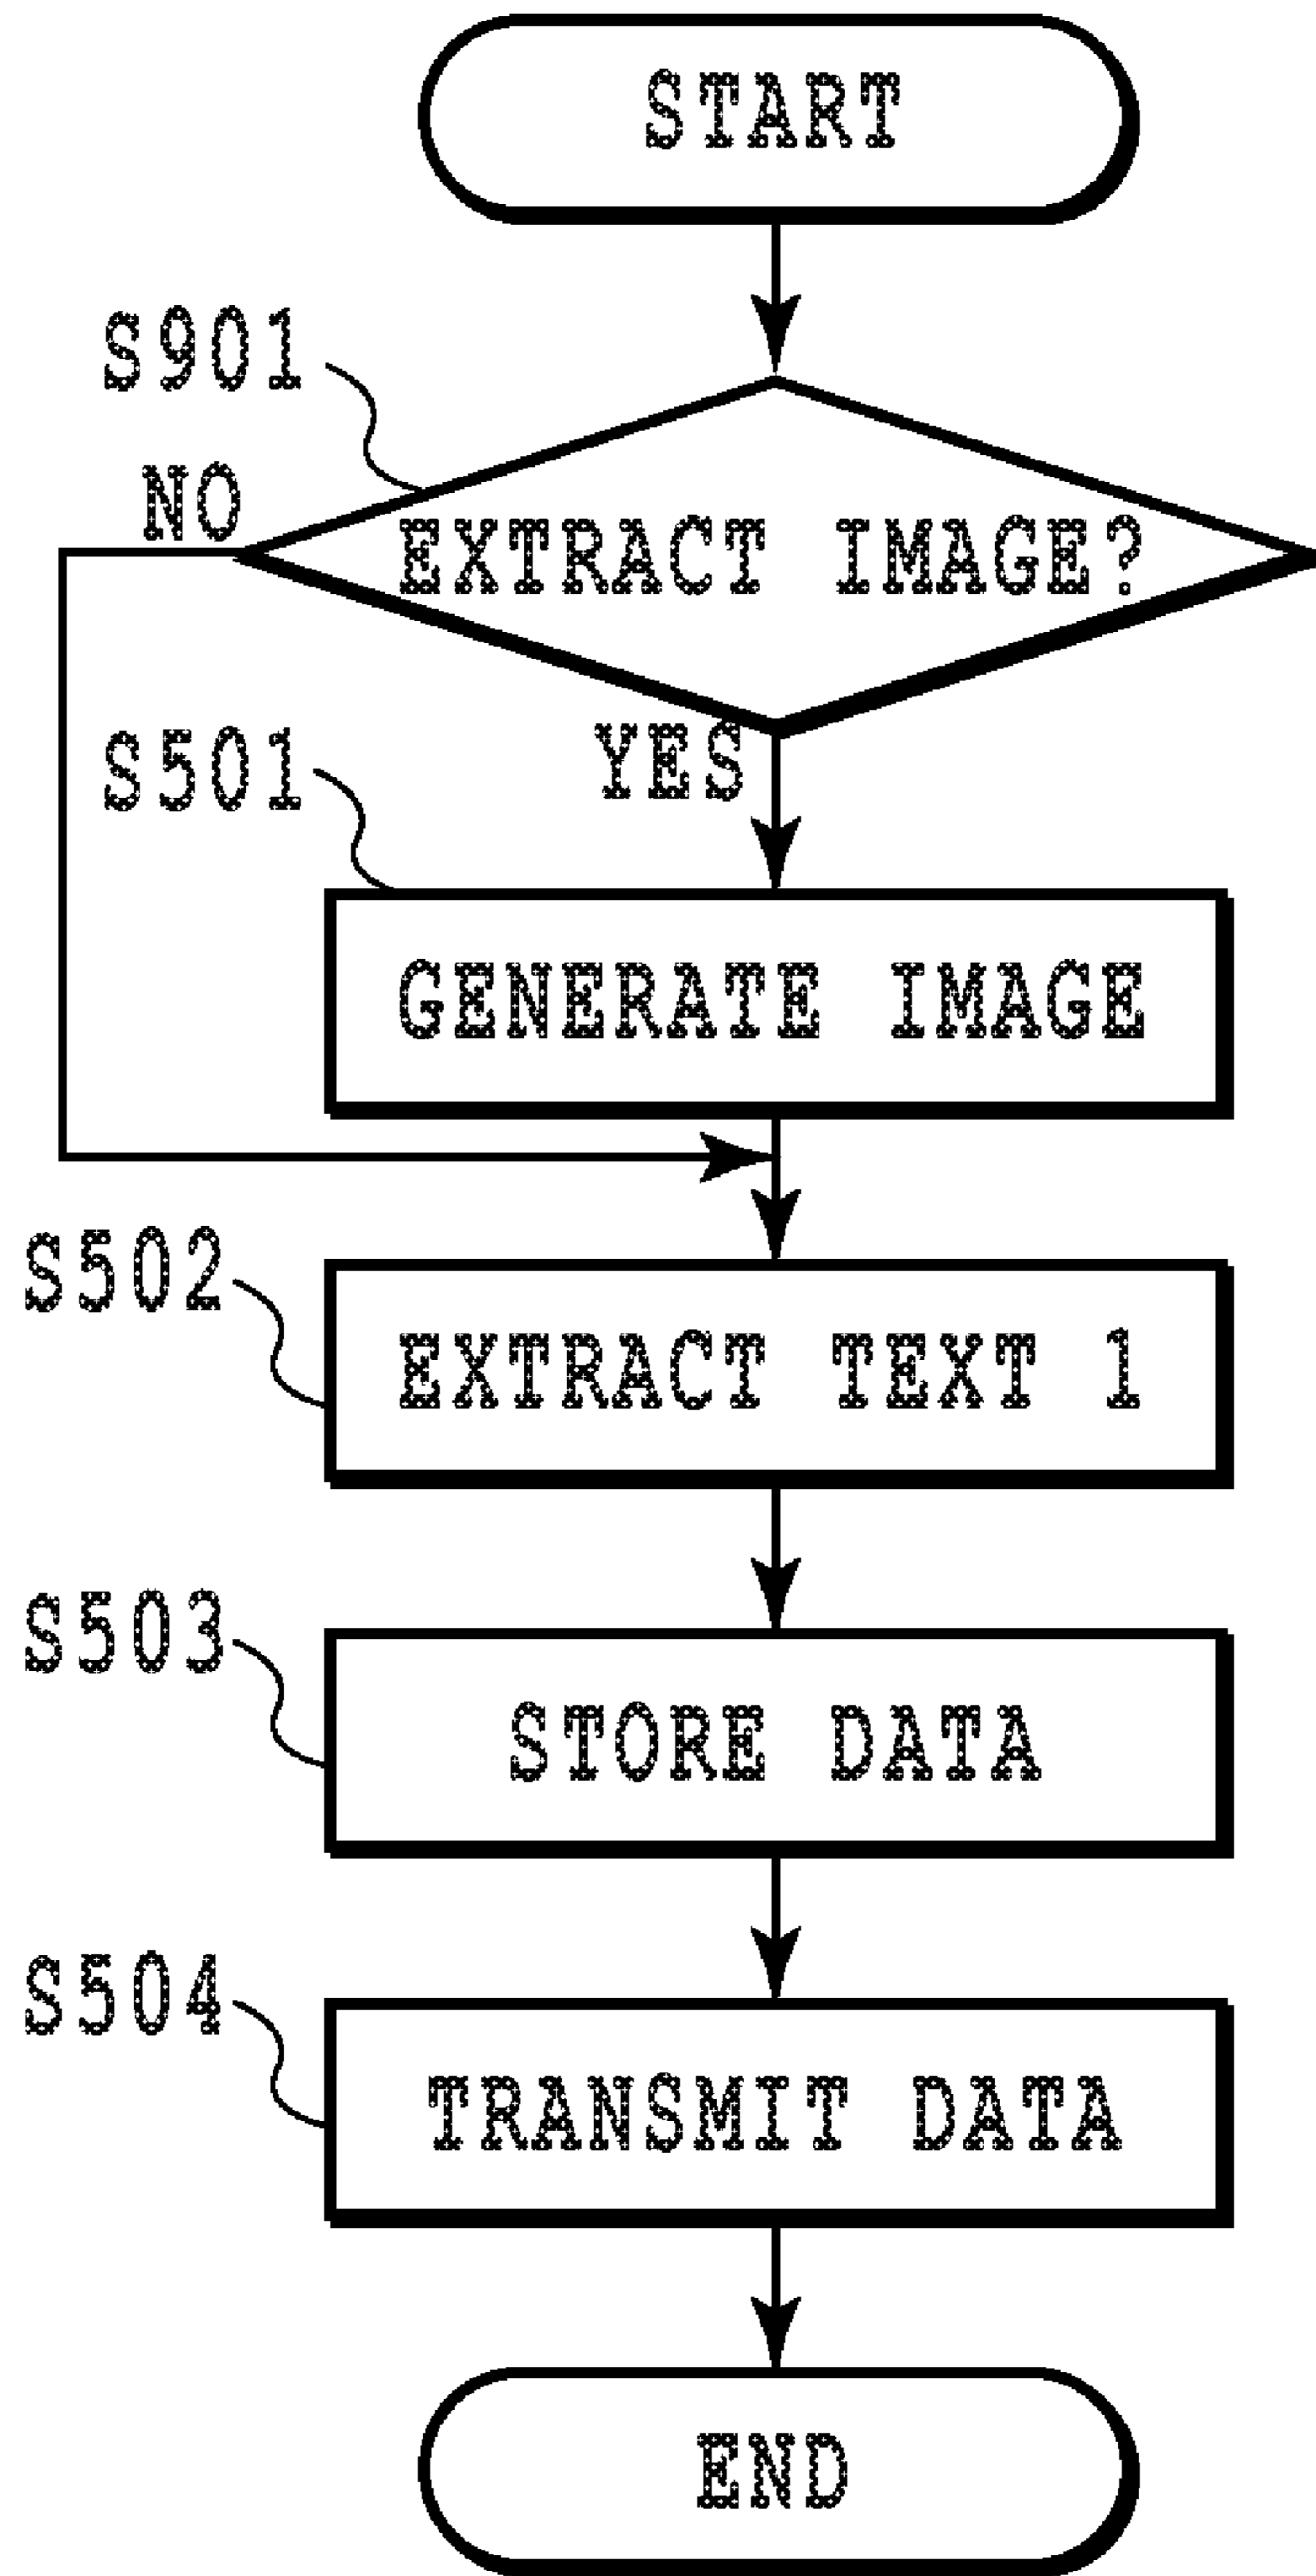 START
S901
NO
EXTRACT IMAGE?
YES
S501
GENERATE IMAGE
S502
EXTRACT TEXT 1
S503
STORE DATA
S504
TRANSMIT DATA
END